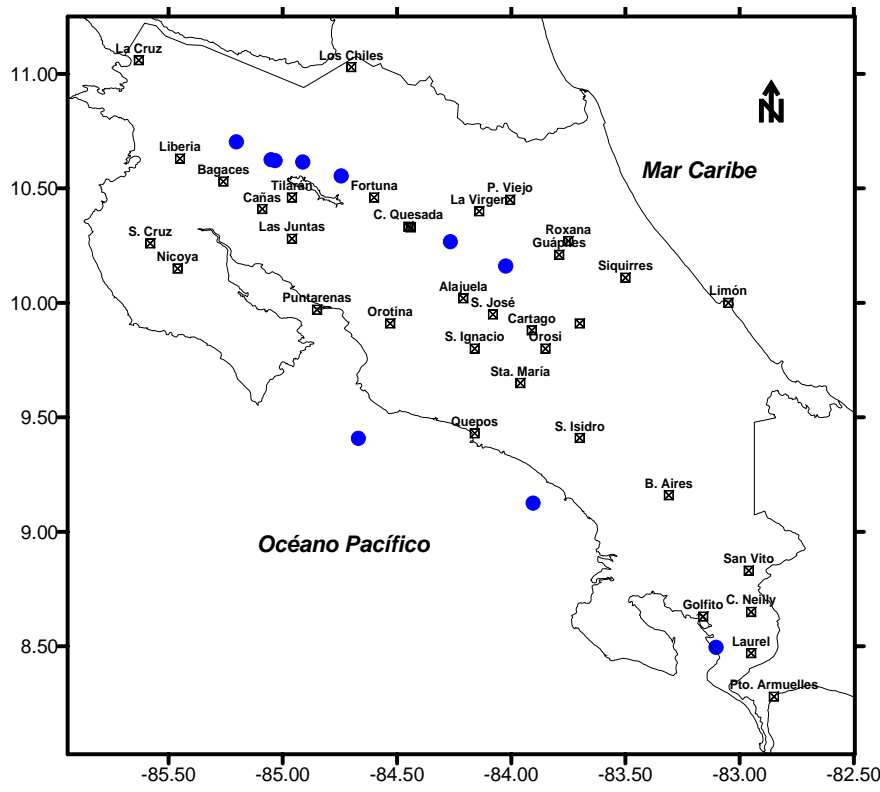 La Cruz
Los Chiles
11.00
N
Liberia
Mar Caribe
Bagaces
10.50
Tilarán
Fortuna
P. Viejo
Cañas
La Virgen
C. Quesada
S. Cruz
Las Juntas
Roxana
Guápiles
Nicoya
Siquirres
10.00
Puntarenas
Alajuela
Limón
Orotina
S. José
Cartago
S. Ignacio
Orosi
Sta. María
9.50
Quepos
S. Isidro
B. Aires
9.00
Océano Pacífico
San Vito
Golfito
C. Neilly
8.50
Laurel
Pto. Armuelles
-85.50 -85.00 -84.50 -84.00 -83.50 -83.00 -82.50